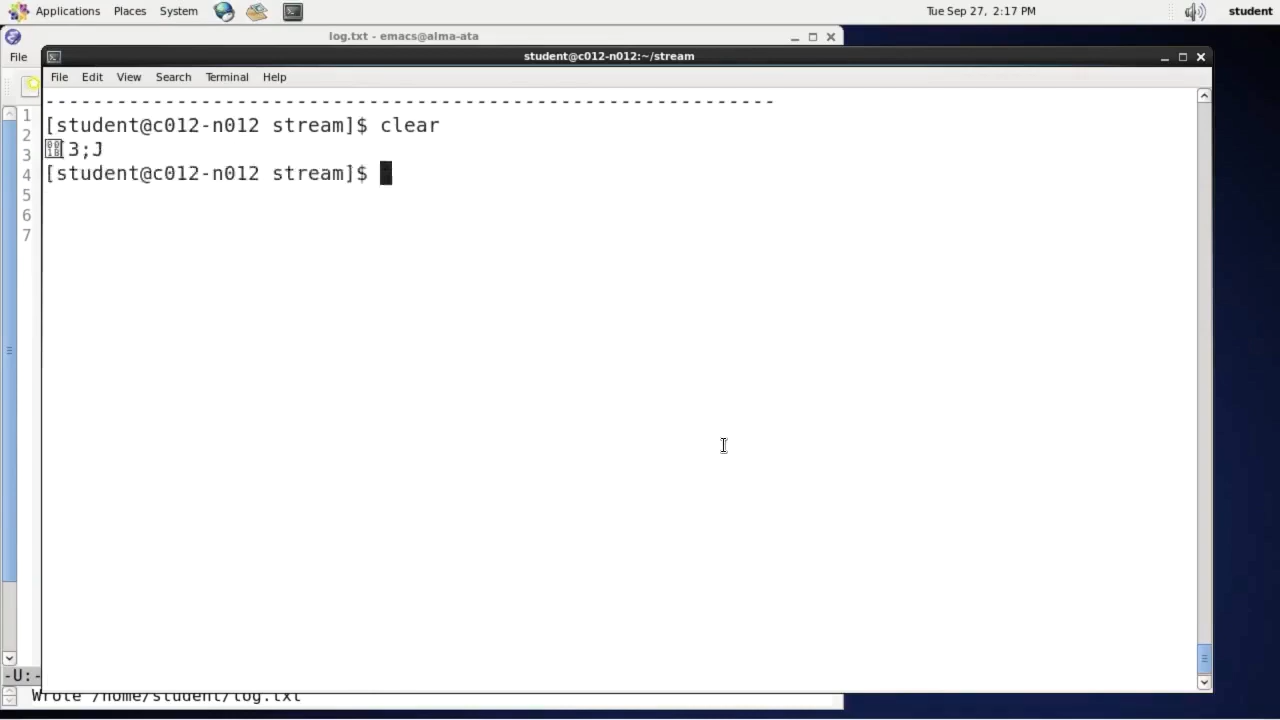 Applications Places System Tue Sep 27, 2:17 PM student
log.txt - emacs@alma-ata
File
student@c012-n012:~/stream
File Edit View Search Terminal Help
1
2
3
4
5
6
7
--------------------------------------------------------------
[student@c012-n012 stream]$ clear
[3;J
[student@c012-n012 stream]$
-U:-
Wrote /home/student/log.txt